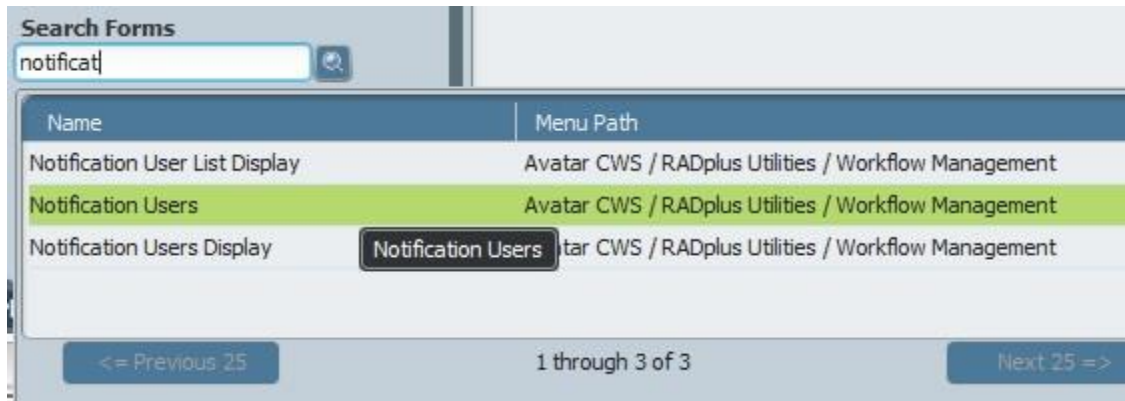 Search Forms
notificat
Name Menu Path
Notification User List Display Avatar CWS / RADplus Utilities / Workflow Management
Notification Users Avatar CWS / RADplus Utilities / Workflow Management
Notification Users Display Notification Users tar CWS / RADplus Utilities / Workflow Management
<= Previous 25 1 through 3 of 3 Next 25 =>